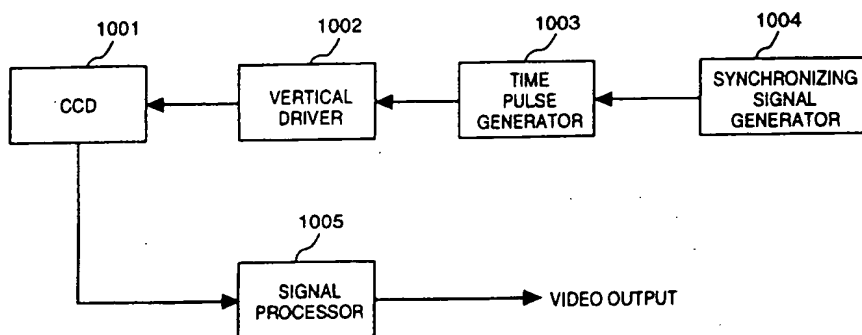 1001
1002
1003
1004
CCD
VERTICAL
DRIVER
TIME
PULSE
GENERATOR
SYNCHRONIZING
SIGNAL
GENERATOR
1005
SIGNAL
PROCESSOR
VIDEO OUTPUT